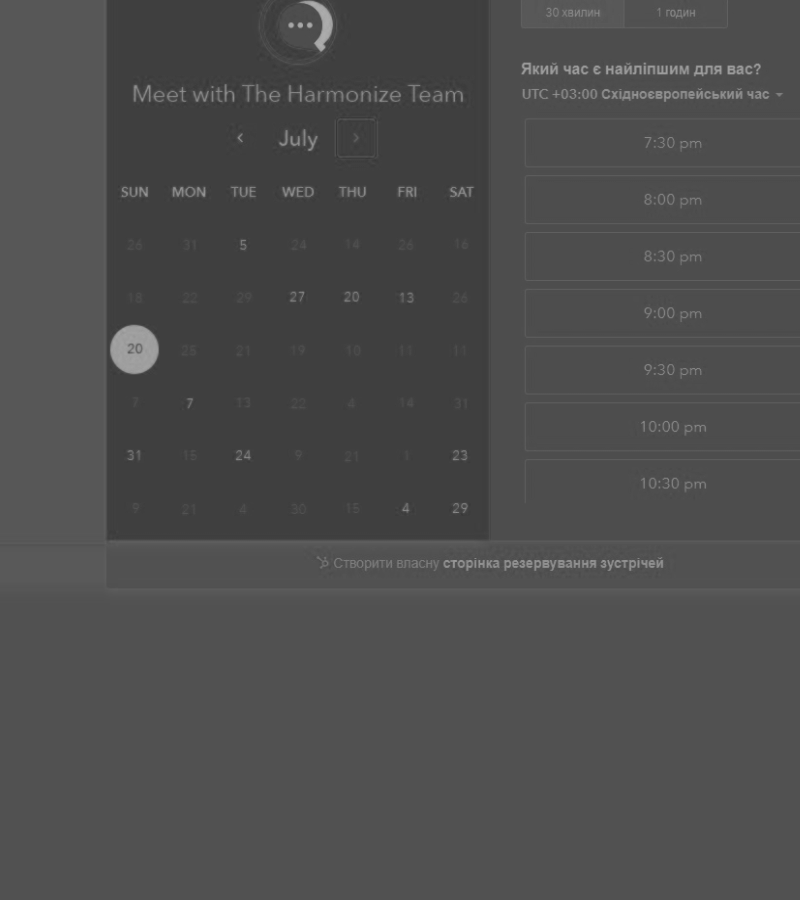 30 хвилин 1 годин
Який час є найліпшим для вас?
UTC +03:00 Східноєвропейський час
Meet with The Harmonize Team
July
SUN MON TUE WED THU FRI SAT
26 31 5 24 14 26 16
18 22 29 27 20 13 26
20 25 21 19 10 11 11
7 7 13 22 4 14 31
31 15 24 9 21 1 23
9 21 4 30 15 4 29
7:30 pm
8:00 pm
8:30 pm
9:00 pm
9:30 pm
10:00 pm
10:30 pm
Створити власну сторінка резервування зустрічей